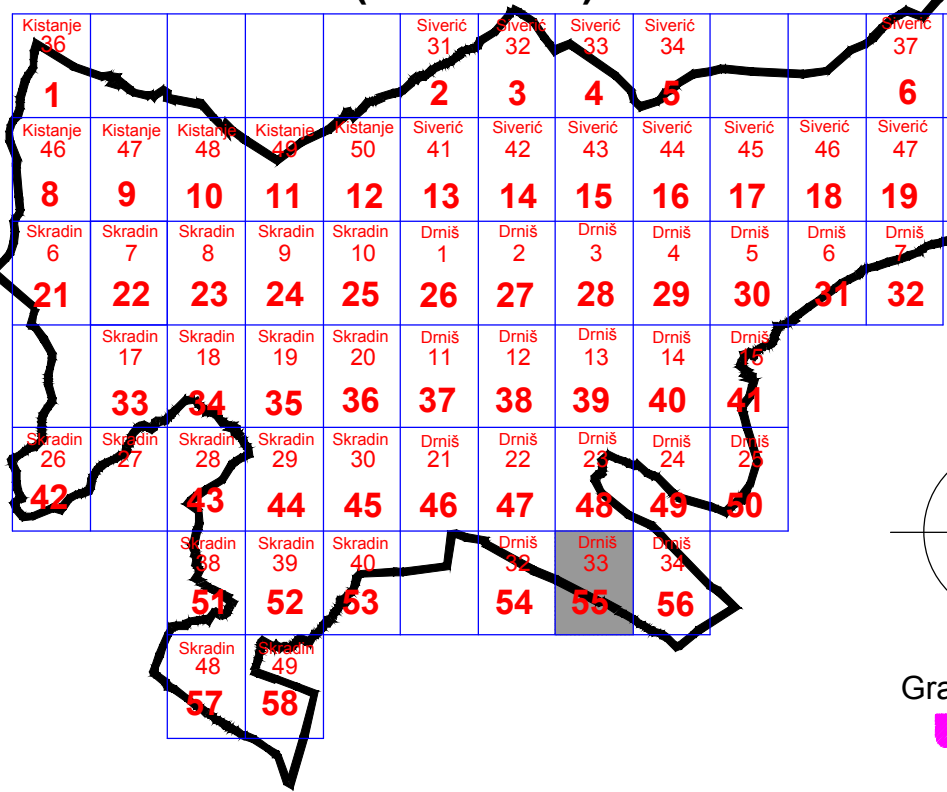 Kistanje Siverić Siverić Siverić Siverić Siverić
36 31 32 33 34 37
1 2 3 4 5 6
Kistanje Kistanje Kistanje Kistanje Kistanje Siverić Siverić Siverić Siverić Siverić Siverić Siverić
46 47 48 49 50 41 42 43 44 45 46 47
8 9 10 11 12 13 14 15 16 17 18 19
Skradin Skradin Skradin Skradin Skradin Drniš Drniš Drniš Drniš Drniš Drniš Drniš
6 7 8 9 10 1 2 3 4 5 6 7
21 22 23 24 25 26 27 28 29 30 31 32
Skradin Skradin Skradin Skradin Drniš Drniš Drniš Drniš Drniš
17 18 19 20 11 12 13 14 15
33 34 35 36 37 38 39 40 41
Skradin Skradin Skradin Skradin Skradin Drniš Drniš Drniš Drniš Drniš
26 27 28 29 30 21 22 23 24 25
42 43 44 45 46 47 48 49 50
Skradin Skradin Skradin Drniš Drniš Drniš
38 39 40 32 33 34
51 52 53 54 55 56
Skradin Skradin
48 49
57 58
Gra